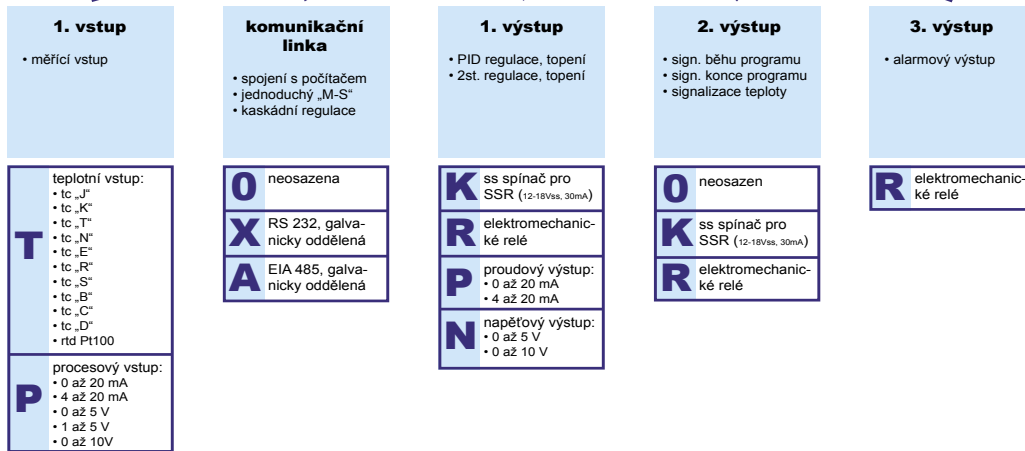 1. vstup
• měřící vstup
komunikační
linka
• spojení s počítačem
• jednoduchý „M-S“
• kaskádní regulace
1. výstup
• PID regulace, topení
• 2st. regulace, topení
2. výstup
• sign. běhu programu
• sign. konce programu
• signalizace teploty
3. výstup
• alarmový výstup
T
teplotní vstup:
• tc „J“
• tc „K“
• tc „T“
• tc „N“
• tc „E“
• tc „R“
• tc „S“
• tc „B“
• tc „C“
• tc „D“
• rtd Pt100
P
procesový vstup:
• 0 až 20 mA
• 4 až 20 mA
• 0 až 5 V
• 1 až 5 V
• 0 až 10V
0 neosazena
X RS 232, galva-
nicky oddělená
A EIA 485, galva-
nicky oddělená
K ss spínač pro
SSR (12-18Vss, 30mA)
R elektromechanic-
ké relé
P proudový výstup:
• 0 až 20 mA
• 4 až 20 mA
N napěťový výstup:
• 0 až 5 V
• 0 až 10 V
0 neosazen
K ss spínač pro
SSR (12-18Vss, 30mA)
R elektromechanic-
ké relé
R elektromechanic-
ké relé